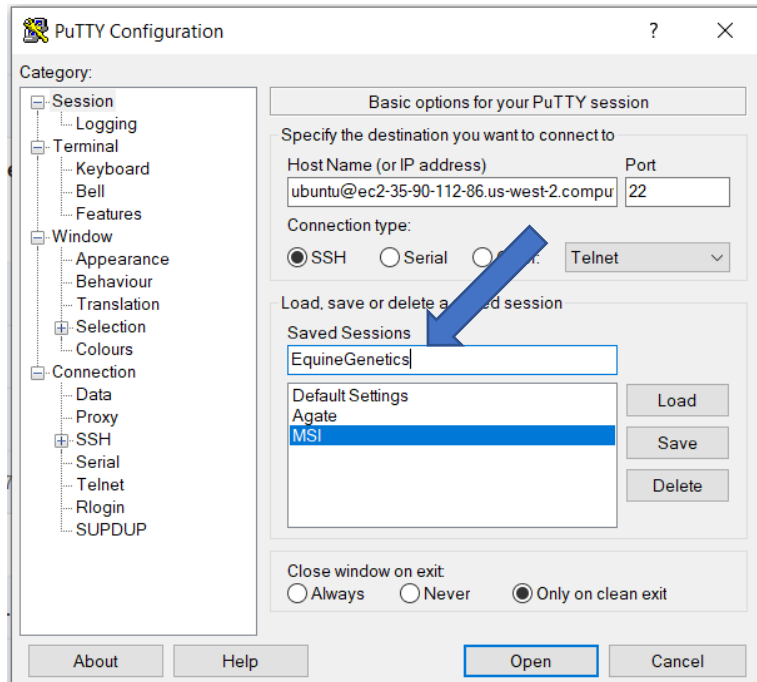 PuTTY Configuration
?
Category:
Session
Logging
Terminal
Keyboard
Bell
Features
Window
Appearance
Behaviour
Translation
Selection
Colours
Connection
Data
Proxy
SSH
Serial
Telnet
Rlogin
SUPDUP
Basic options for your PuTTY session
Specify the destination you want to connect to
Host Name (or IP address) Port
ubuntu@ec2-35-90-112-86.us-west-2.compu 22
Connection type:
SSH Serial Telnet
Load, save or delete a session
Saved Sessions
EquineGenetics
Default Settings
Agate
MSI
Load
Save
Delete
Close window on exit:
Always Never Only on clean exit
About Help Open Cancel